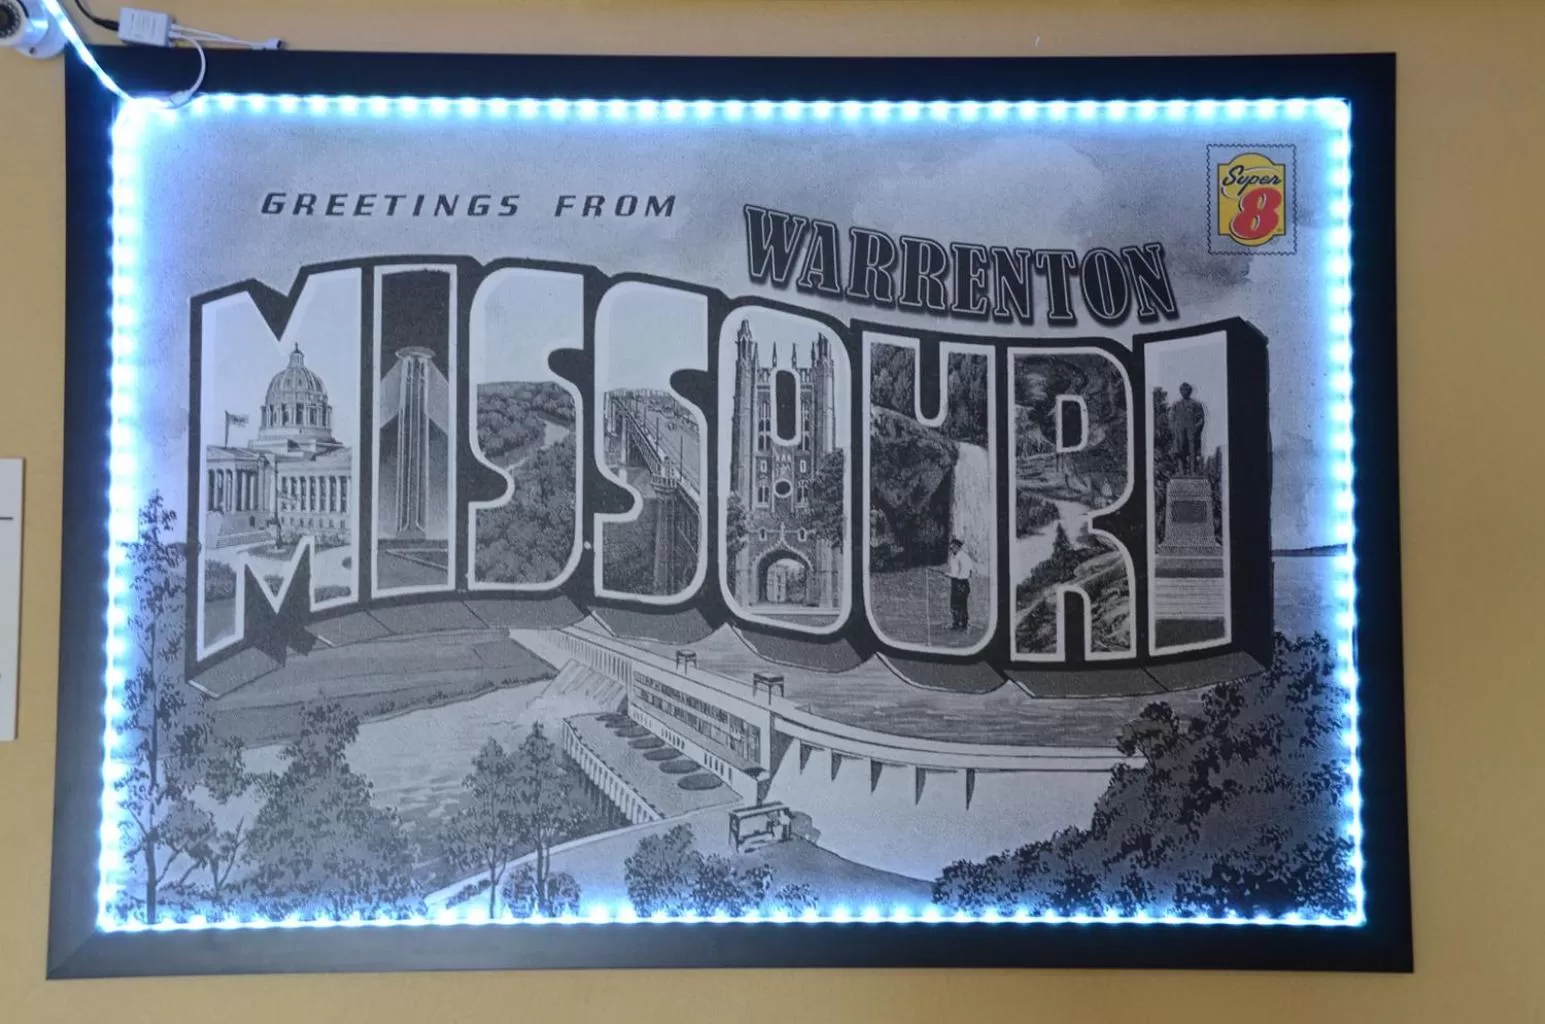 GREETINGS FROM
WARRENTON
MISSOURI
Super
8